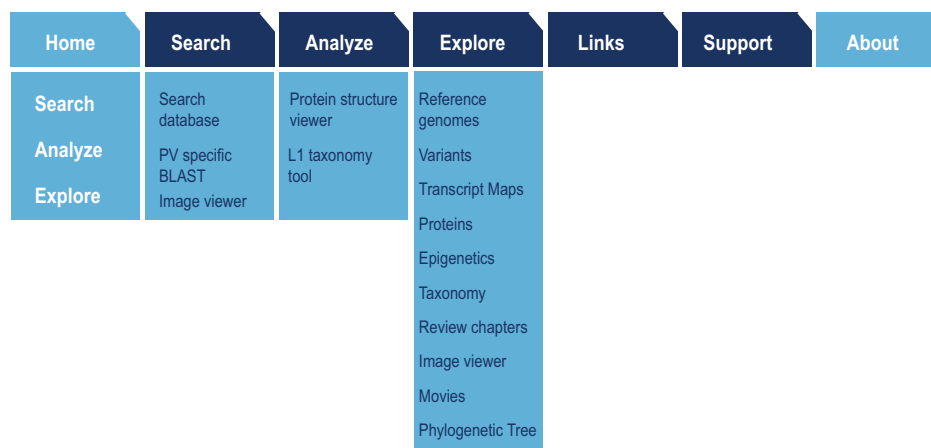 Home
Search
Analyze
Explore
Links
Support
About
Search
Analyze
Explore
Search
database
PV specific
BLAST
Image viewer
Protein structure
viewer
L1 taxonomy
tool
Reference
genomes
Variants
Transcript Maps
Proteins
Epigenetics
Taxonomy
Review chapters
Image viewer
Movies
Phylogenetic Tree